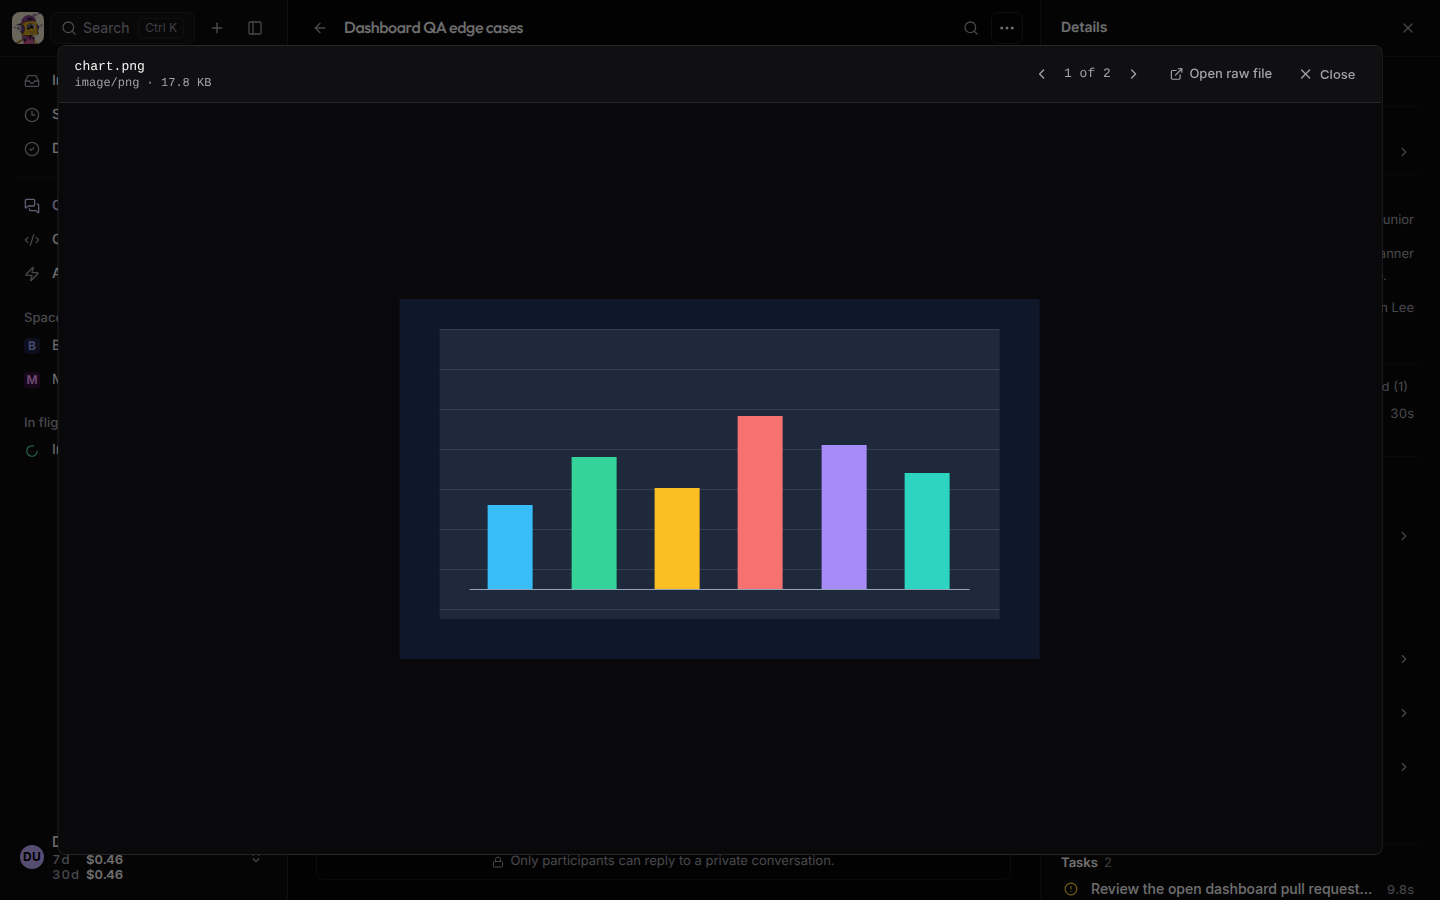 Search Ctrl K
Dashboard QA edge cases
Details
chart.png
image/png · 17.8 KB
1 of 2
Open raw file
Close
B
M
In flig
DU
7d $0.46
30d $0.46
Only participants can reply to a private conversation.
unior
anner
n Lee
d (1)
30s
Tasks 2
Review the open dashboard pull request... 9.8s